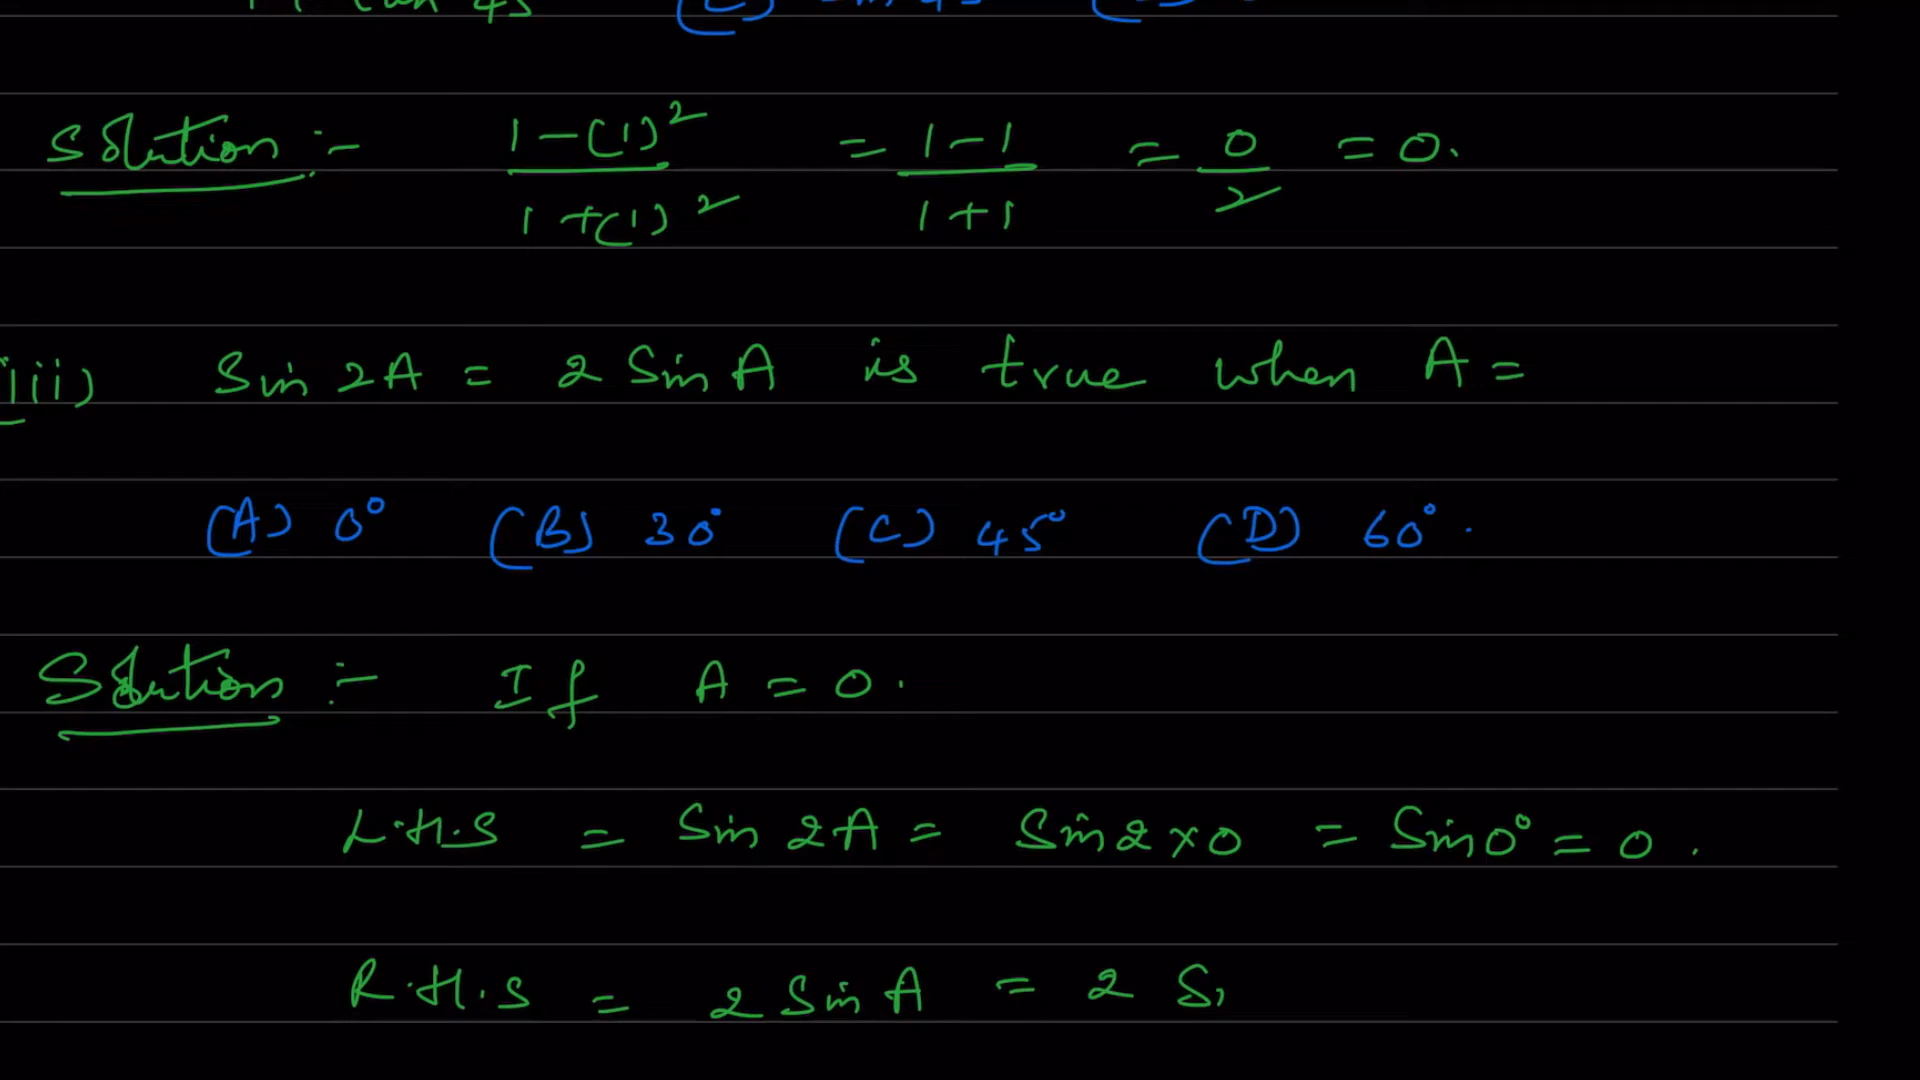 tan 45
Solution :- 1-(1)² / 1+(1)² = 1-1 / 1+1 = 0 / 2 = 0.
iii) Sin 2A = 2 Sin A is true when A =
(A) 0° (B) 30° (C) 45° (D) 60°.
Solution :- If A = 0.
L.H.S = Sin 2A = Sin 2×0 = Sin 0° = 0.
R.H.S = 2 Sin A = 2 S